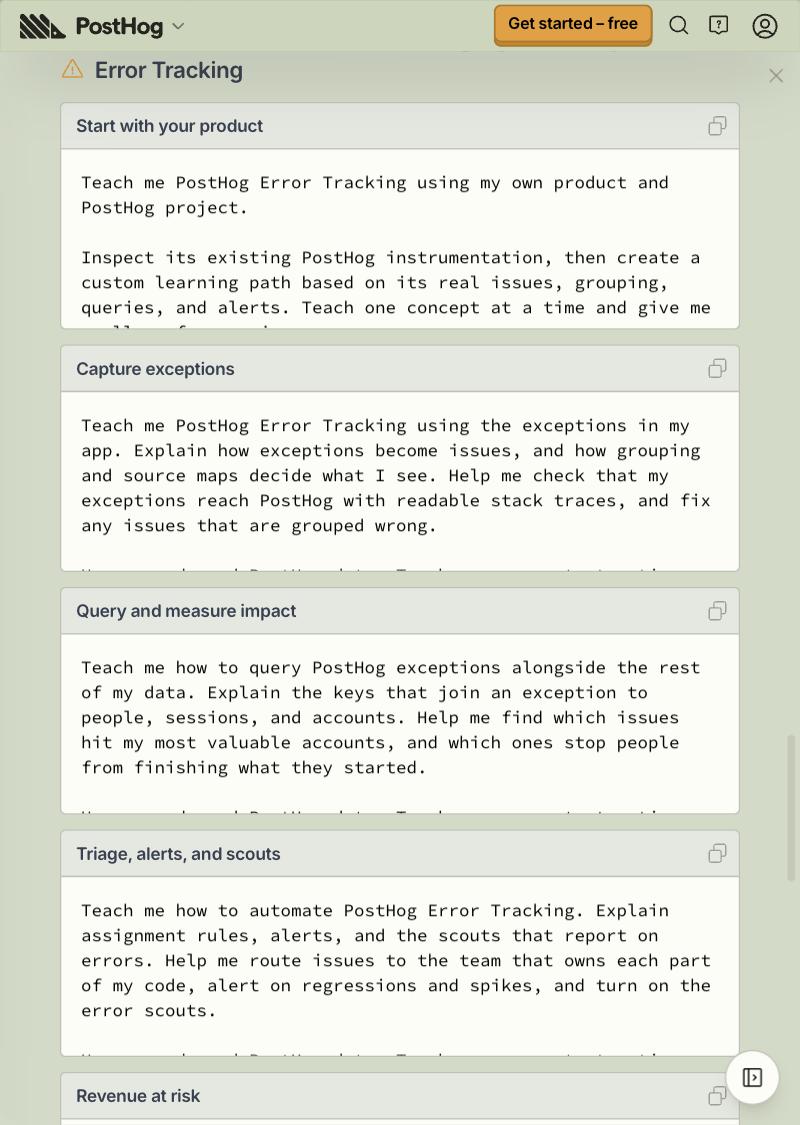 PostHog
Get started – free
Error Tracking
Start with your product
Teach me PostHog Error Tracking using my own product and
PostHog project.
Inspect its existing PostHog instrumentation, then create a
custom learning path based on its real issues, grouping,
queries, and alerts. Teach one concept at a time and give me
Capture exceptions
Teach me PostHog Error Tracking using the exceptions in my
app. Explain how exceptions become issues, and how grouping
and source maps decide what I see. Help me check that my
exceptions reach PostHog with readable stack traces, and fix
any issues that are grouped wrong.
Query and measure impact
Teach me how to query PostHog exceptions alongside the rest
of my data. Explain the keys that join an exception to
people, sessions, and accounts. Help me find which issues
hit my most valuable accounts, and which ones stop people
from finishing what they started.
Triage, alerts, and scouts
Teach me how to automate PostHog Error Tracking. Explain
assignment rules, alerts, and the scouts that report on
errors. Help me route issues to the team that owns each part
of my code, alert on regressions and spikes, and turn on the
error scouts.
Revenue at risk